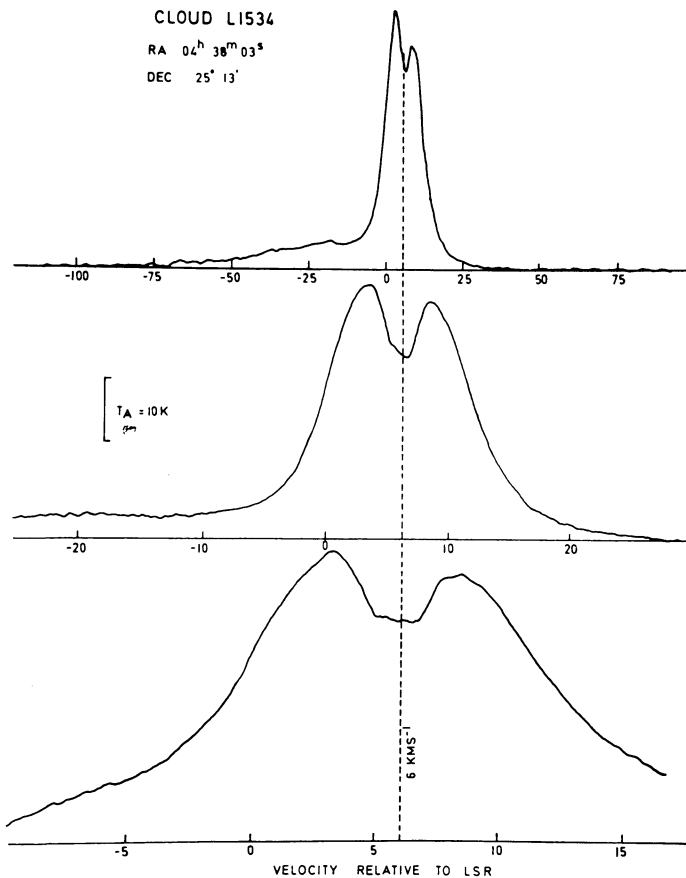 CLOUD L1534
RA 04h 38m 03s
DEC 25° 13'
-100 -75 -50 -25 0 25 50 75
TA = 10K
-20 -10 0 10 20
6 KMS-1
-5 0 5 10 15
VELOCITY RELATIVE TO LSR